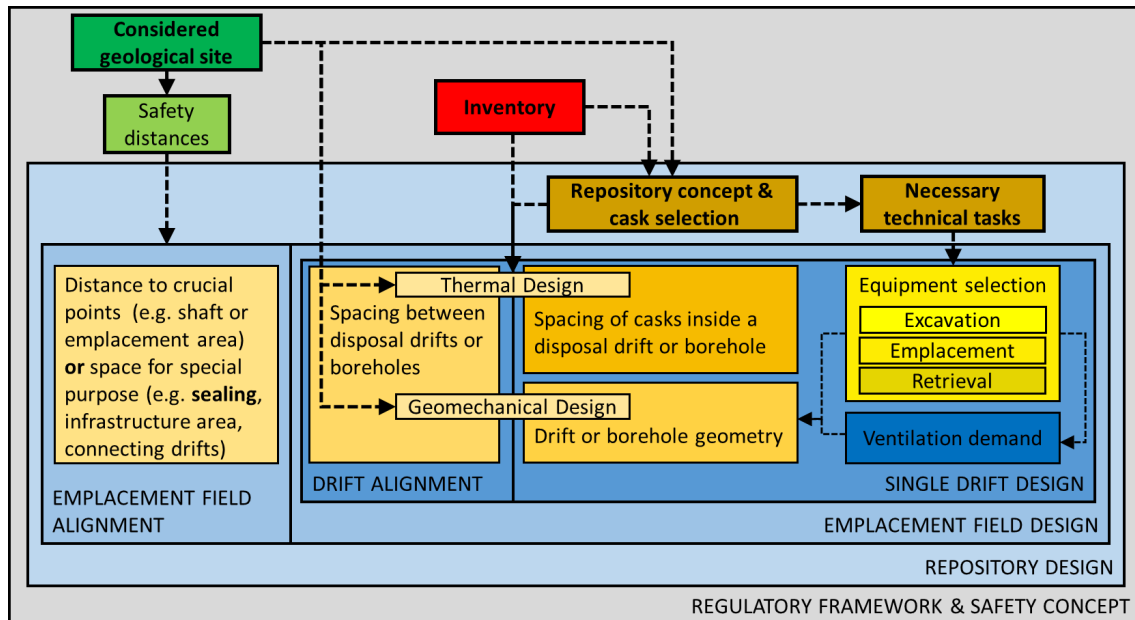 Considered
geological site
Safety
distances
Inventory
Repository concept &
cask selection
Necessary
technical tasks
Distance to crucial
points (e.g. shaft or
emplacement area)
or space for special
purpose (e.g. sealing,
infrastructure area,
connecting drifts)
EMPLACEMENT FIELD
ALIGNMENT
Thermal Design
Spacing between
disposal drifts or
boreholes
Geomechanical Design
DRIFT ALIGNMENT
Spacing of casks inside a
disposal drift or borehole
Drift or borehole geometry
Equipment selection
Excavation
Emplacement
Retrieval
Ventilation demand
SINGLE DRIFT DESIGN
EMPLACEMENT FIELD DESIGN
REPOSITORY DESIGN
REGULATORY FRAMEWORK & SAFETY CONCEPT